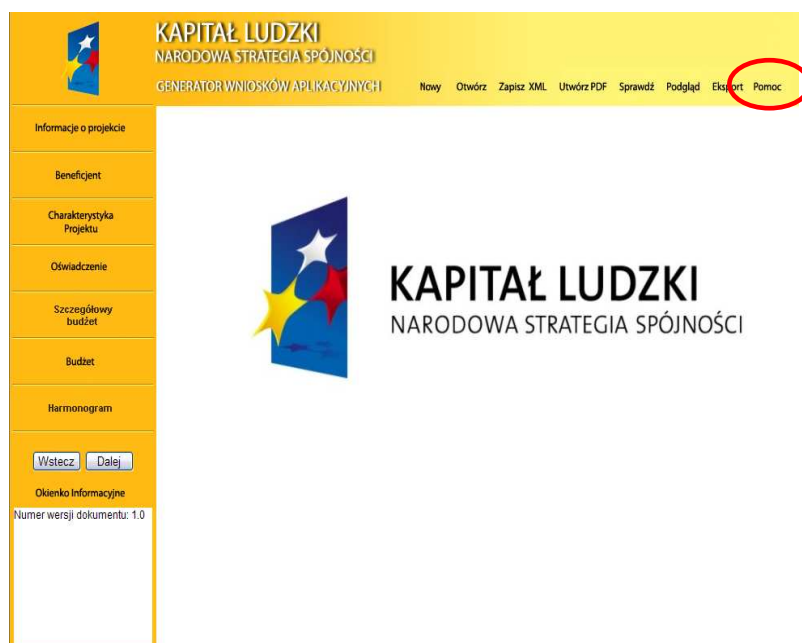 KAPITAŁ LUDZKI
NARODOWA STRATEGIA SPÓJNOŚCI
GENERATOR WNIOSKÓW APLIKACYJNYCH
Nowy Otwórz Zapisz XML Utwórz PDF Sprawdź Podgląd Eksport Pomoc
Informacje o projekcie
Beneficjent
Charakterystyka
Projektu
Oświadczenie
Szczegółowy
budżet
Budżet
Harmonogram
Wstecz Dalej
Okienko Informacyjne
Numer wersji dokumentu: 1.0
KAPITAŁ LUDZKI
NARODOWA STRATEGIA SPÓJNOŚCI